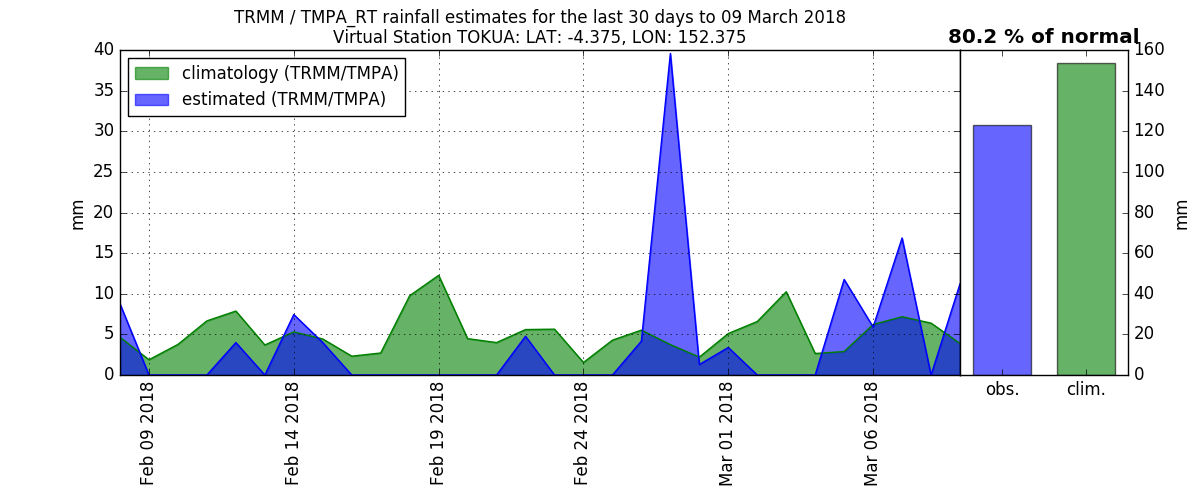 TRMM / TMPA_RT rainfall estimates for the last 30 days to 09 March 2018
Virtual Station TOKUA: LAT: -4.375, LON: 152.375
80.2 % of normal
climatology (TRMM/TMPA)
estimated (TRMM/TMPA)
40
35
30
25
20
15
10
5
0
mm
Feb 09 2018
Feb 14 2018
Feb 19 2018
Feb 24 2018
Mar 01 2018
Mar 06 2018
obs.
clim.
160
140
120
100
80
60
40
20
0
mm